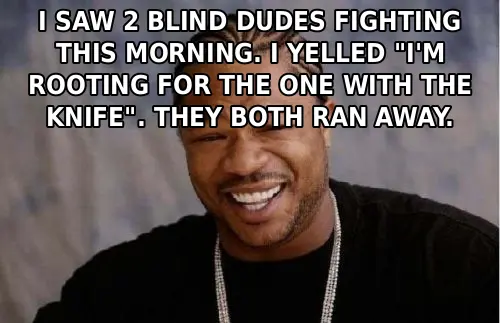 I SAW 2 BLIND DUDES FIGHTING
THIS MORNING. I YELLED "I'M
ROOTING FOR THE ONE WITH THE
KNIFE". THEY BOTH RAN AWAY.